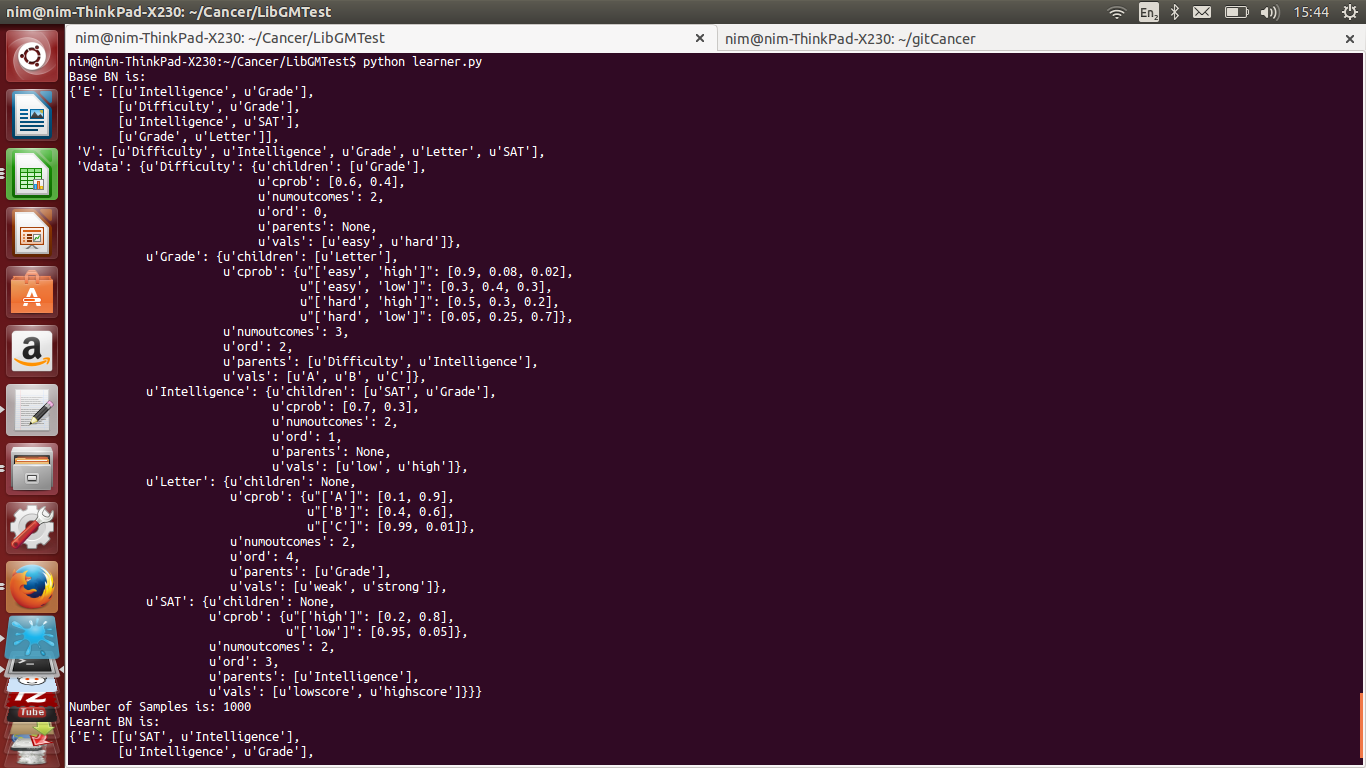 nim@nim-ThinkPad-X230: ~/Cancer/LibGMTest
En2
15:44
nim@nim-ThinkPad-X230: ~/Cancer/LibGMTest × nim@nim-ThinkPad-X230: ~/gitCancer ×
nim@nim-ThinkPad-X230:~/Cancer/LibGMTest$ python learner.py
Base BN is:
{'E': [[u'Intelligence', u'Grade'],
       [u'Difficulty', u'Grade'],
       [u'Intelligence', u'SAT'],
       [u'Grade', u'Letter']],
 'V': [u'Difficulty', u'Intelligence', u'Grade', u'Letter', u'SAT'],
 'Vdata': {u'Difficulty': {u'children': [u'Grade'],
                           u'cprob': [0.6, 0.4],
                           u'numoutcomes': 2,
                           u'ord': 0,
                           u'parents': None,
                           u'vals': [u'easy', u'hard']},
           u'Grade': {u'children': [u'Letter'],
                      u'cprob': {u"['easy', 'high']": [0.9, 0.08, 0.02],
                                 u"['easy', 'low']": [0.3, 0.4, 0.3],
                                 u"['hard', 'high']": [0.5, 0.3, 0.2],
                                 u"['hard', 'low']": [0.05, 0.25, 0.7]},
                      u'numoutcomes': 3,
                      u'ord': 2,
                      u'parents': [u'Difficulty', u'Intelligence'],
                      u'vals': [u'A', u'B', u'C']},
           u'Intelligence': {u'children': [u'SAT', u'Grade'],
                             u'cprob': [0.7, 0.3],
                             u'numoutcomes': 2,
                             u'ord': 1,
                             u'parents': None,
                             u'vals': [u'low', u'high']},
           u'Letter': {u'children': None,
                       u'cprob': {u"['A']": [0.1, 0.9],
                                  u"['B']": [0.4, 0.6],
                                  u"['C']": [0.99, 0.01]},
                       u'numoutcomes': 2,
                       u'ord': 4,
                       u'parents': [u'Grade'],
                       u'vals': [u'weak', u'strong']},
           u'SAT': {u'children': None,
                    u'cprob': {u"['high']": [0.2, 0.8],
                               u"['low']": [0.95, 0.05]},
                    u'numoutcomes': 2,
                    u'ord': 3,
                    u'parents': [u'Intelligence'],
                    u'vals': [u'lowscore', u'highscore']}}}
Number of Samples is: 1000
Learnt BN is:
{'E': [[u'SAT', u'Intelligence'],
       [u'Intelligence', u'Grade'],
a
Tube